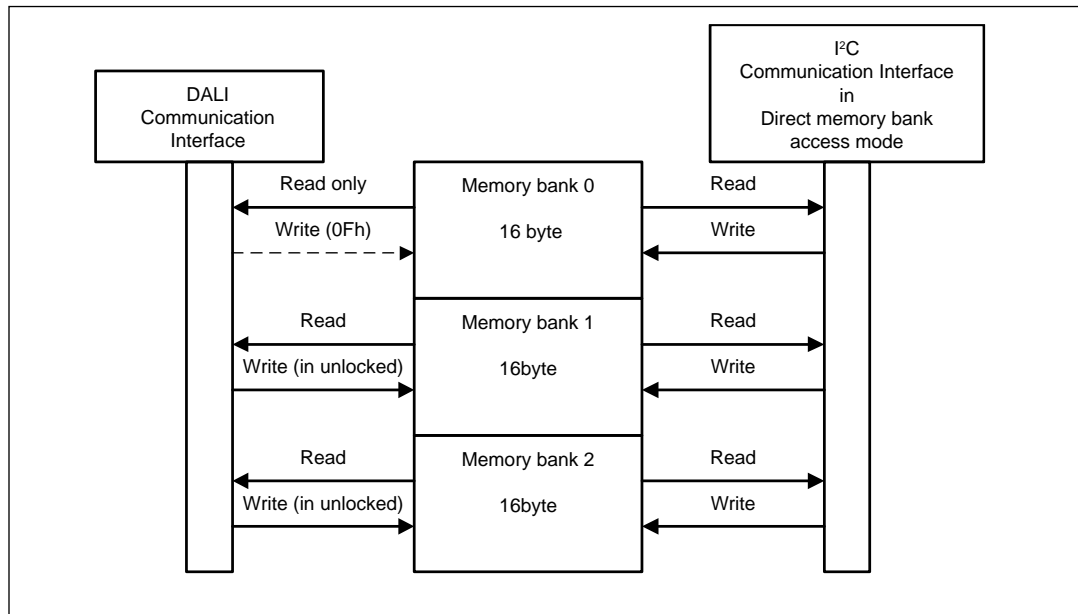 DALI
Communication
Interface
I²C
Communication Interface
in
Direct memory bank
access mode
Read only
Write (0Fh)
Memory bank 0
16 byte
Read
Write
Read
Write (in unlocked)
Memory bank 1
16byte
Read
Write
Read
Write (in unlocked)
Memory bank 2
16byte
Read
Write